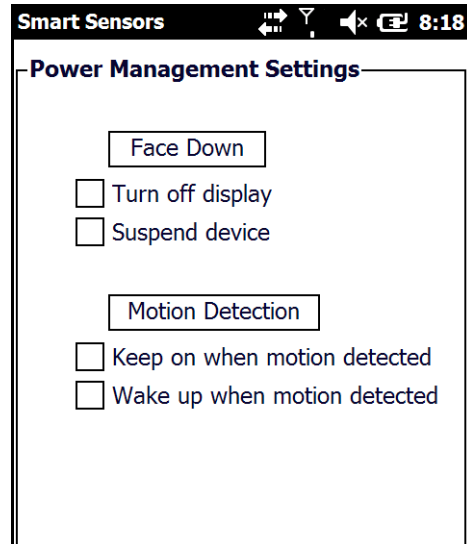 Smart Sensors 8:18
Power Management Settings
Face Down
Turn off display
Suspend device
Motion Detection
Keep on when motion detected
Wake up when motion detected